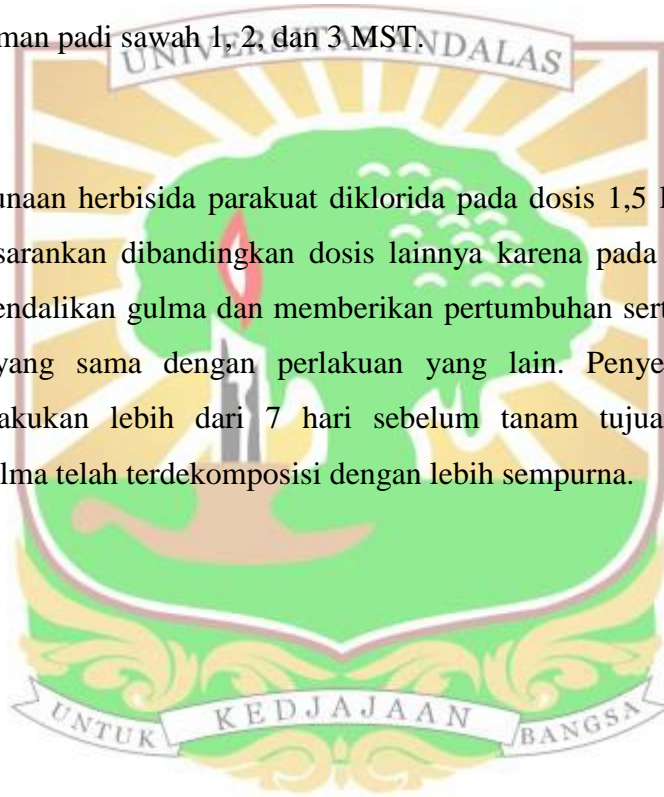 man padi sawah 1, 2, dan 3 MST.
UNIVERSITAS ANDALAS
unaan herbisida parakuat diklorida pada dosis 1,5
sarankan dibandingkan dosis lainnya karena pada
endalikan gulma dan memberikan pertumbuhan sert
yang sama dengan perlakuan yang lain. Penye
akukan lebih dari 7 hari sebelum tanam tujua
lma telah terdekomposisi dengan lebih sempurna.
UNTUK KEDJAJAAN BANGSA